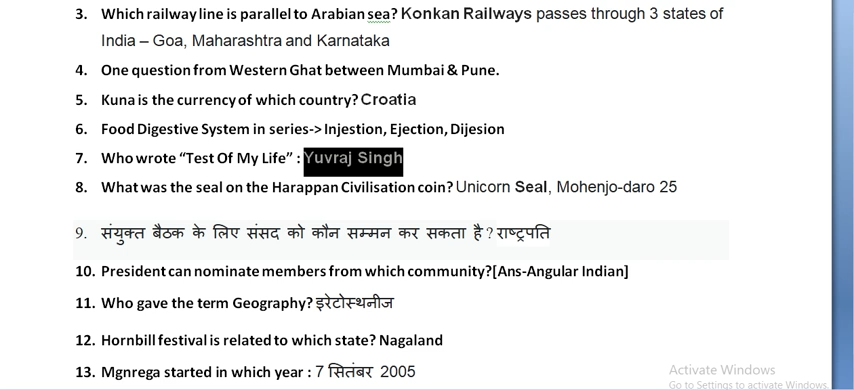 3. Which railway line is parallel to Arabian sea? Konkan Railways passes through 3 states of
India – Goa, Maharashtra and Karnataka
4. One question from Western Ghat between Mumbai & Pune.
5. Kuna is the currency of which country? Croatia
6. Food Digestive System in series-> Injestion, Ejection, Dijesion
7. Who wrote “Test Of My Life” : Yuvraj Singh
8. What was the seal on the Harappan Civilisation coin? Unicorn Seal, Mohenjo-daro 25
9. संयुक्त बैठक के लिए संसद को कौन सम्मन कर सकता है ? राष्ट्रपति
10. President can nominate members from which community?[Ans-Angular Indian]
11. Who gave the term Geography? इरेटोस्थनीज
12. Hornbill festival is related to which state? Nagaland
13. Mgnrega started in which year : 7 सितंबर 2005
Activate Windows
Go to Settings to activate Windows.